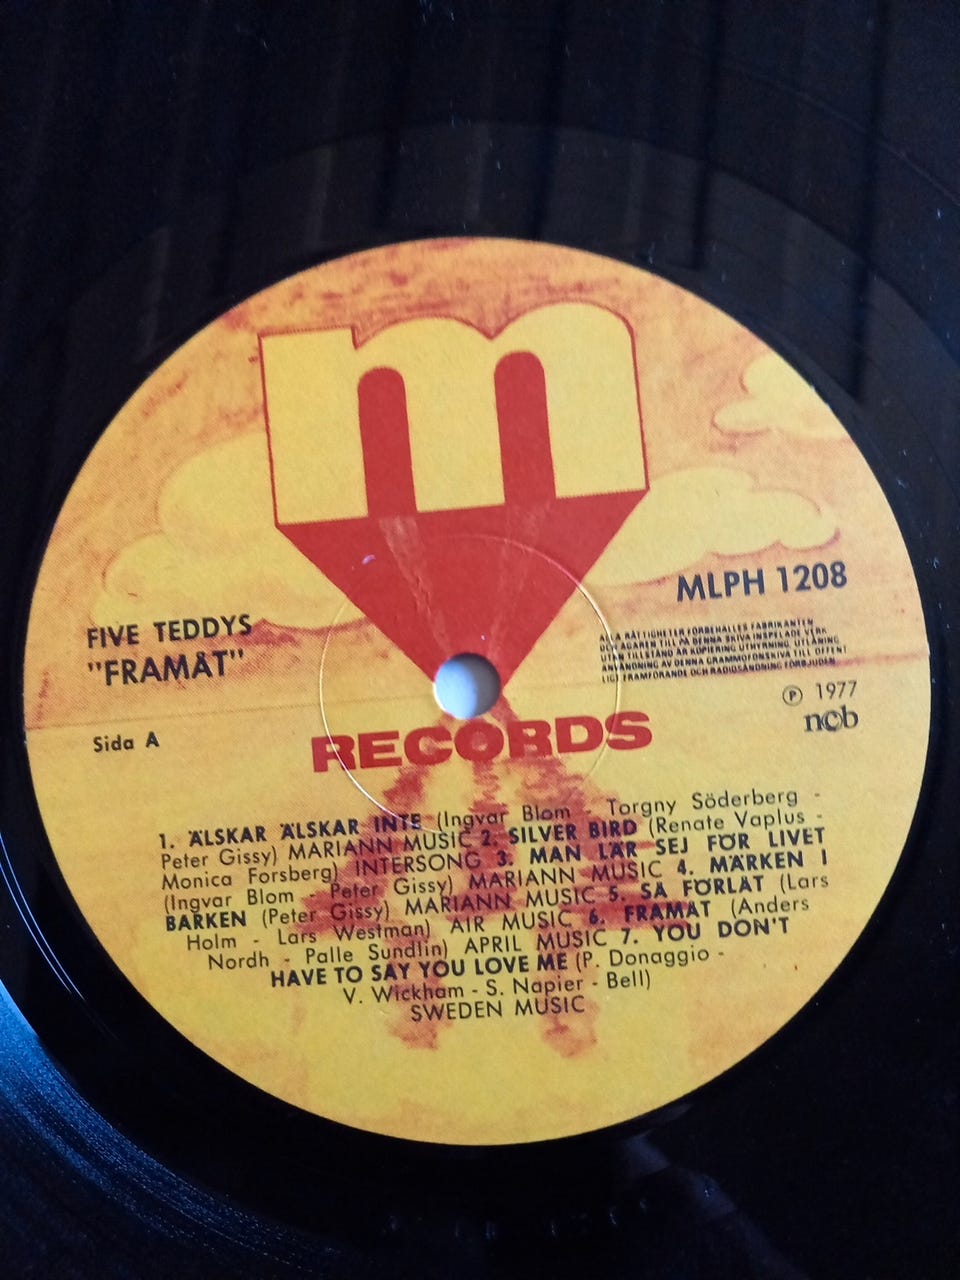 m
MLPH 1208
FIVE TEDDYS
"FRAMÅT"
ALLA RÄTTIGHETER FÖRBEHÅLLES FABRIKANTEN
OCH ÄGAREN TILL PÅ DENNA SKIVA INSPELADE VERK
UTAN TILLSTÅND ÄR KOPIERING UTHYRNING, UTLÅNING,
ANVÄNDNING AV DENNA GRAMMOFONSKIVA TILL OFFENT
LIGT FRAMFÖRANDE OCH RADIOSÄNDNING FÖRBJUDEN
℗ 1977
ncb
Sida A
RECORDS
1. ÄLSKAR ÄLSKAR INTE (Ingvar Blom - Torgny Söderberg -
Peter Gissy) MARIANN MUSIC 2. SILVER BIRD (Renate Vaplus -
Monica Forsberg) INTERSONG 3. MAN LÄR SEJ FÖR LIVET
(Ingvar Blom - Peter Gissy) MARIANN MUSIC 4. MÄRKEN I
BARKEN (Peter Gissy) MARIANN MUSIC 5. SÅ FÖRLÅT (Lars
Holm - Lars Westman) AIR MUSIC 6. FRAMÅT (Anders
Nordh - Palle Sundlin) APRIL MUSIC 7. YOU DON'T
HAVE TO SAY YOU LOVE ME (P. Donaggio -
V. Wickham - S. Napier - Bell)
SWEDEN MUSIC